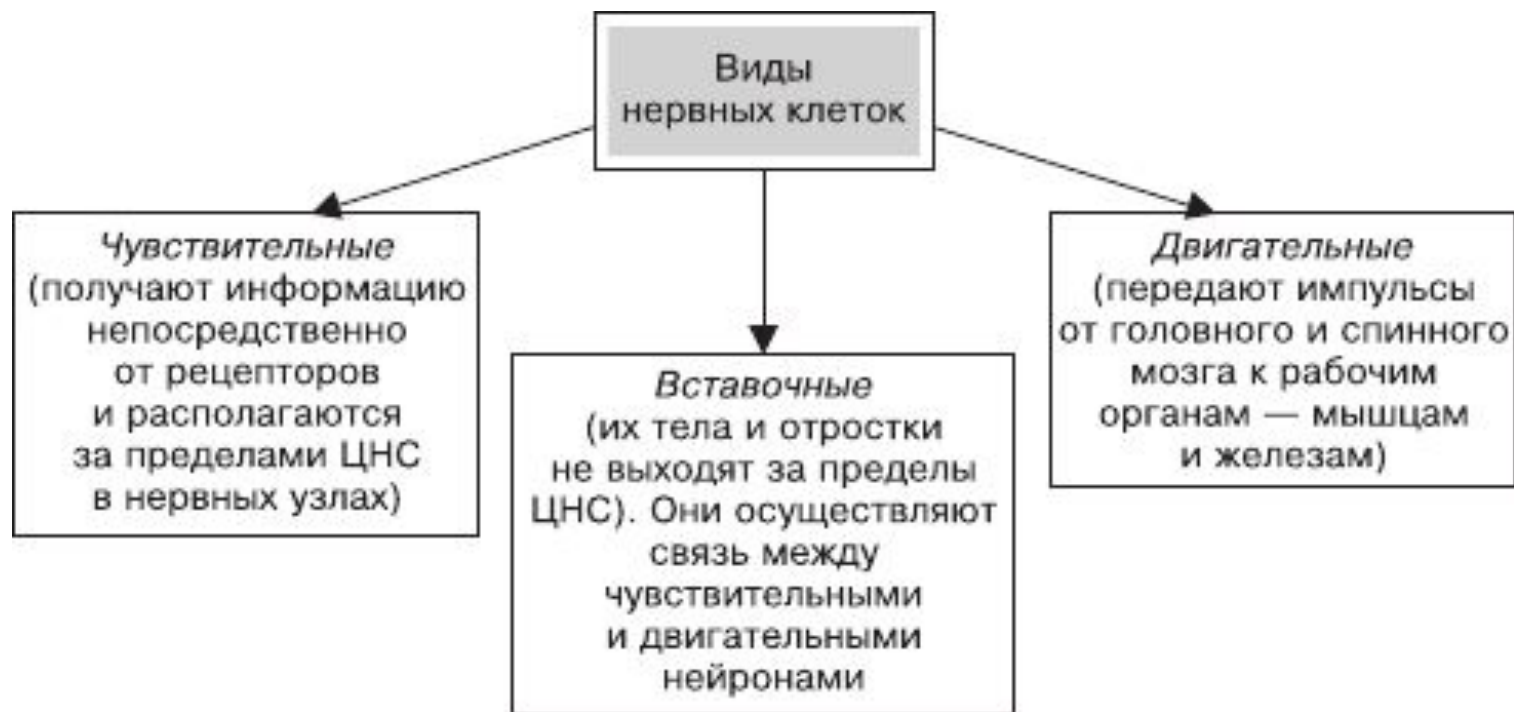 Виды
нервных клеток
Чувствительные
(получают информацию
непосредственно
от рецепторов
и располагаются
за пределами ЦНС
в нервных узлах)
Вставочные
(их тела и отростки
не выходят за пределы
ЦНС). Они осуществляют
связь между
чувствительными
и двигательными
нейронами
Двигательные
(передают импульсы
от головного и спинного
мозга к рабочим
органам — мышцам
и железам)